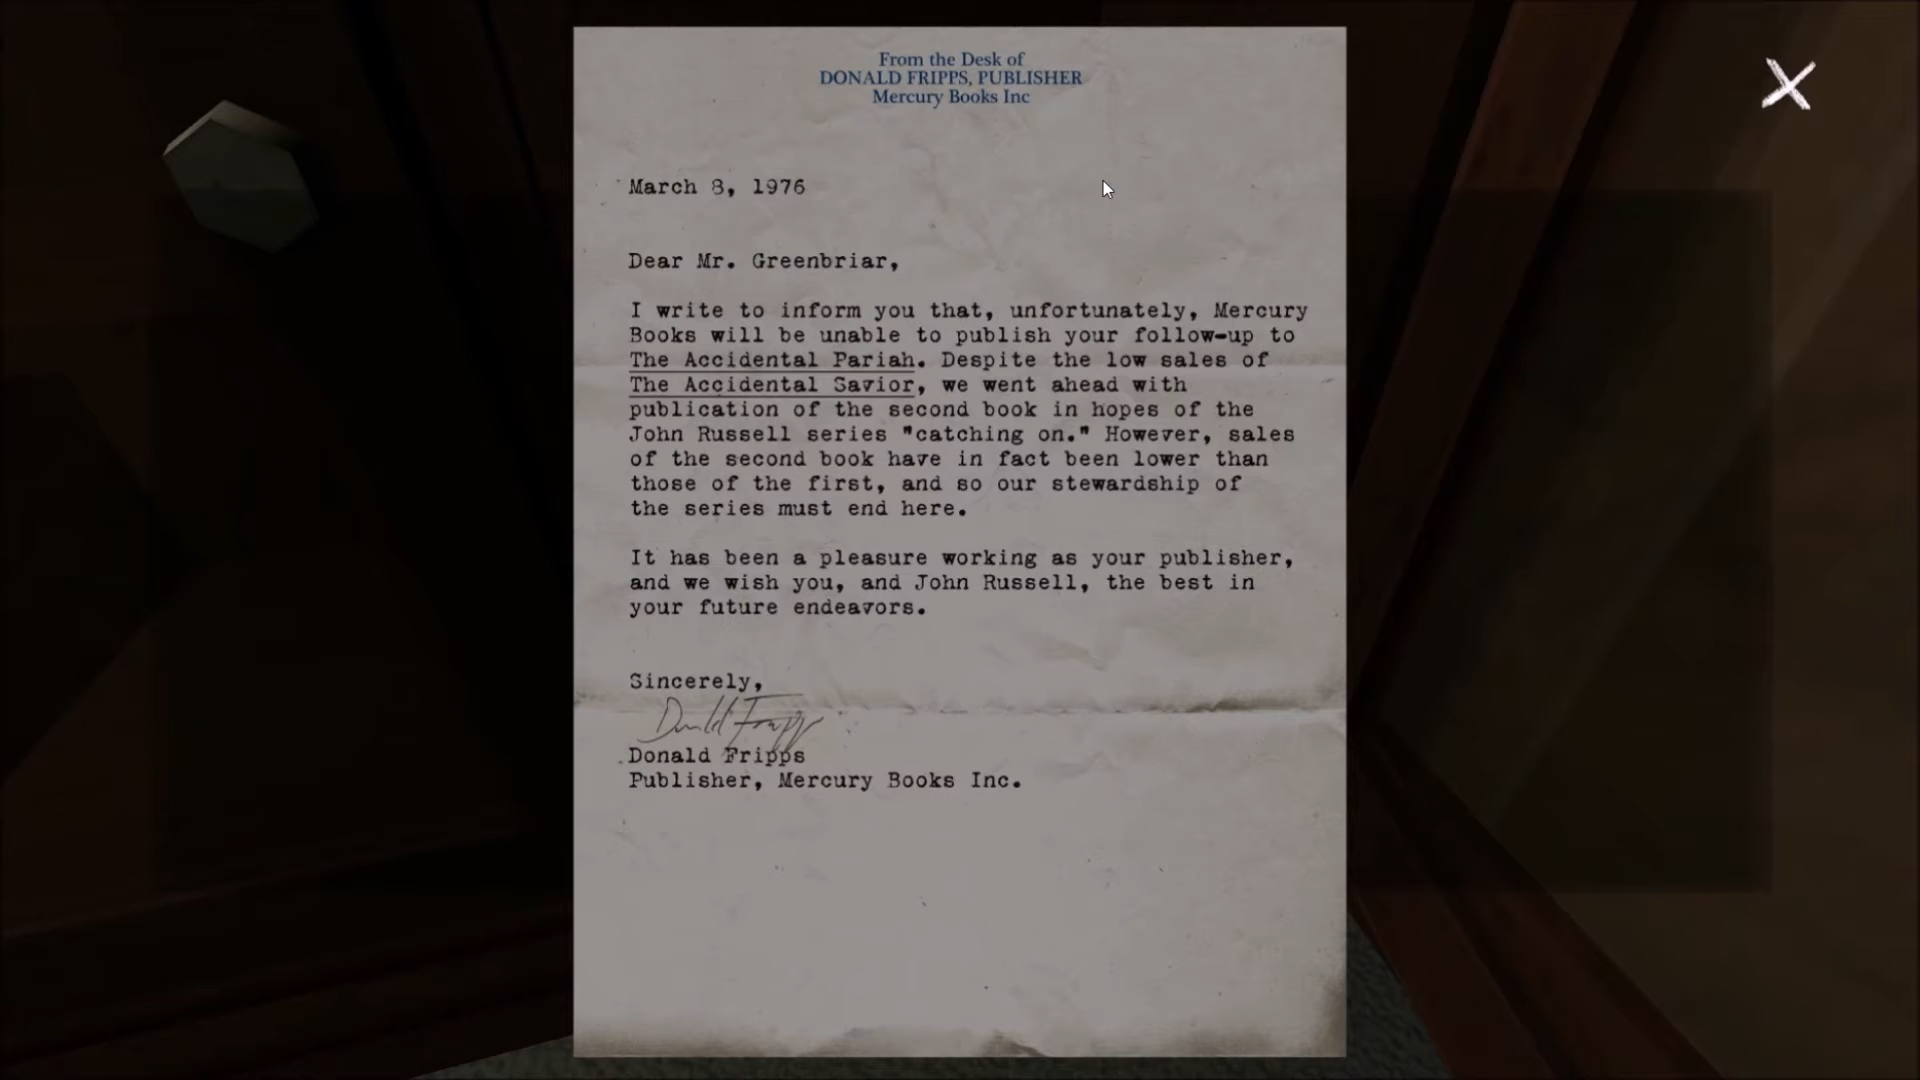 From the Desk of
DONALD FRIPPS, PUBLISHER
Mercury Books Inc
March 8, 1976
Dear Mr. Greenbriar,
I write to inform you that, unfortunately, Mercury
Books will be unable to publish your follow-up to
The Accidental Pariah. Despite the low sales of
The Accidental Savior, we went ahead with
publication of the second book in hopes of the
John Russell series "catching on." However, sales
of the second book have in fact been lower than
those of the first, and so our stewardship of
the series must end here.
It has been a pleasure working as your publisher,
and we wish you, and John Russell, the best in
your future endeavors.
Sincerely,
Donald Fripps
Donald Fripps
Publisher, Mercury Books Inc.